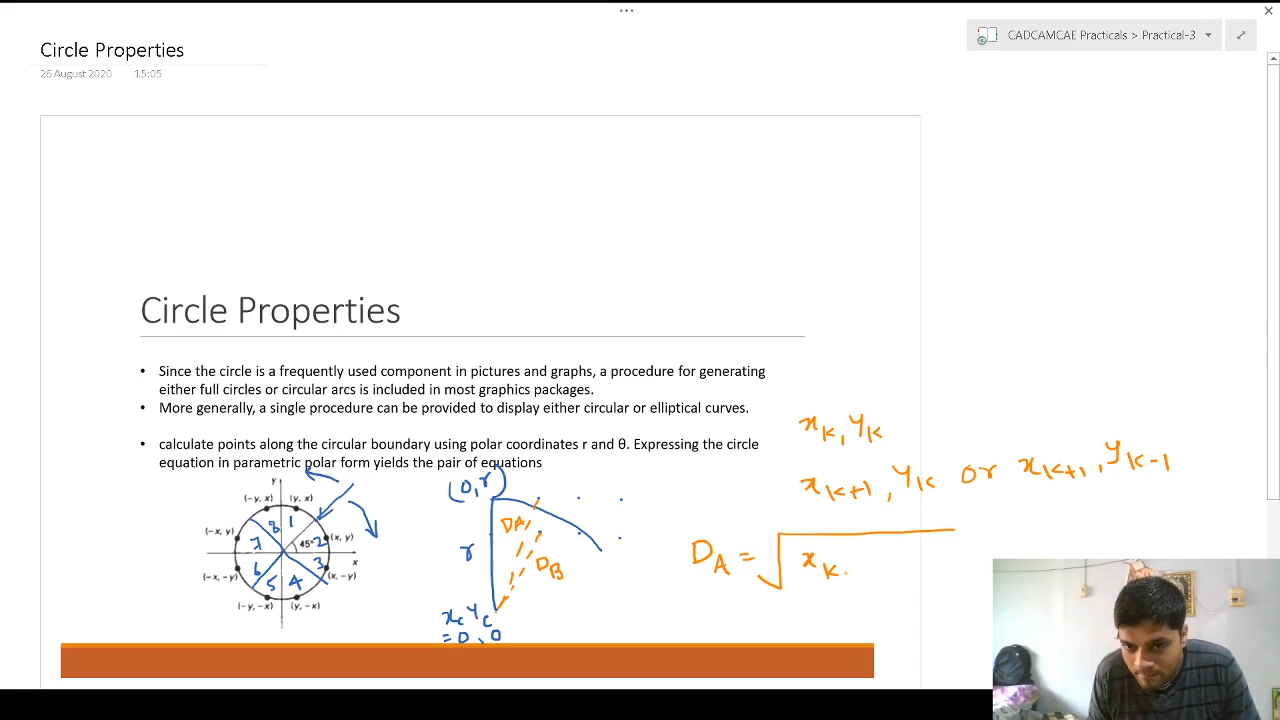 CADCAMCAE Practicals > Practical-3
Circle Properties
26 August 2020 15:05
Circle Properties
• Since the circle is a frequently used component in pictures and graphs, a procedure for generating
either full circles or circular arcs is included in most graphics packages.
• More generally, a single procedure can be provided to display either circular or elliptical curves.
• calculate points along the circular boundary using polar coordinates r and θ. Expressing the circle
equation in parametric polar form yields the pair of equations
y
(-y, x) (y, x)
8 1
(-x, y) 7 45° 2 (x, y)
x
(-x, -y) 6 3 (x, -y)
5 4
(-y, -x) (y, -x)
(0, r)
DA
r DB
xc yc
= 0, 0
xk, yk
xk+1, yk or xk+1, yk-1
DA = √ xk